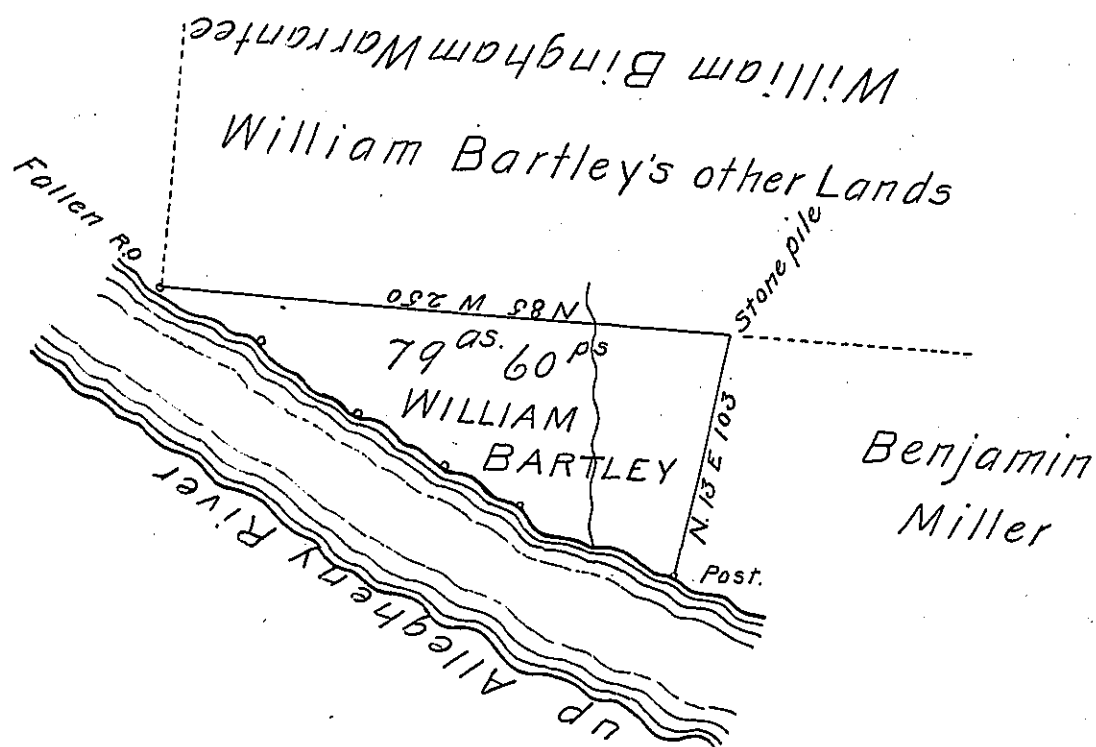 William Bingham Warrantee
William Bartley's other Lands
Fallen R.O
Stone pile
N 85 W 250
79 as. 60 ps
WILLIAM
BARTLEY
N. 13 E 103
Benjamin
Miller
Post.
up Allegheny River